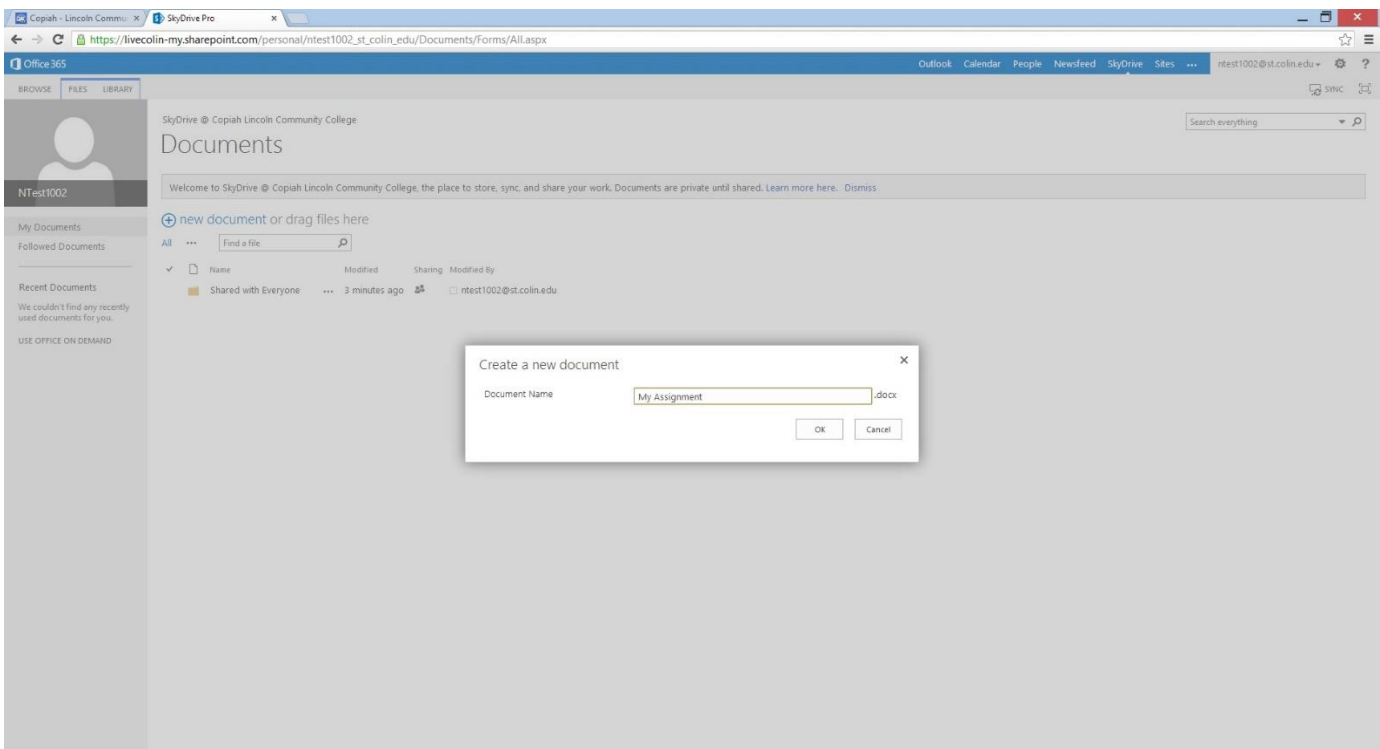 Copiah - Lincoln Commu
SkyDrive Pro
https://livecolin-my.sharepoint.com/personal/ntest1002_st_colin_edu/Documents/Forms/All.aspx
Office 365
Outlook Calendar People Newsfeed SkyDrive Sites ... ntest1002@st.colin.edu ?
BROWSE FILES LIBRARY
SYNC
SkyDrive @ Copiah Lincoln Community College
Search everything
Documents
NTest1002
Welcome to SkyDrive @ Copiah Lincoln Community College, the place to store, sync, and share your work. Documents are private until shared. Learn more here. Dismiss
new document or drag files here
My Documents
All ... Find a file
Followed Documents
Name Modified Sharing Modified By
Shared with Everyone ... 3 minutes ago ntest1002@st.colin.edu
Recent Documents
We couldn't find any recently
used documents for you.
USE OFFICE ON DEMAND
Create a new document
Document Name My Assignment .docx
OK Cancel